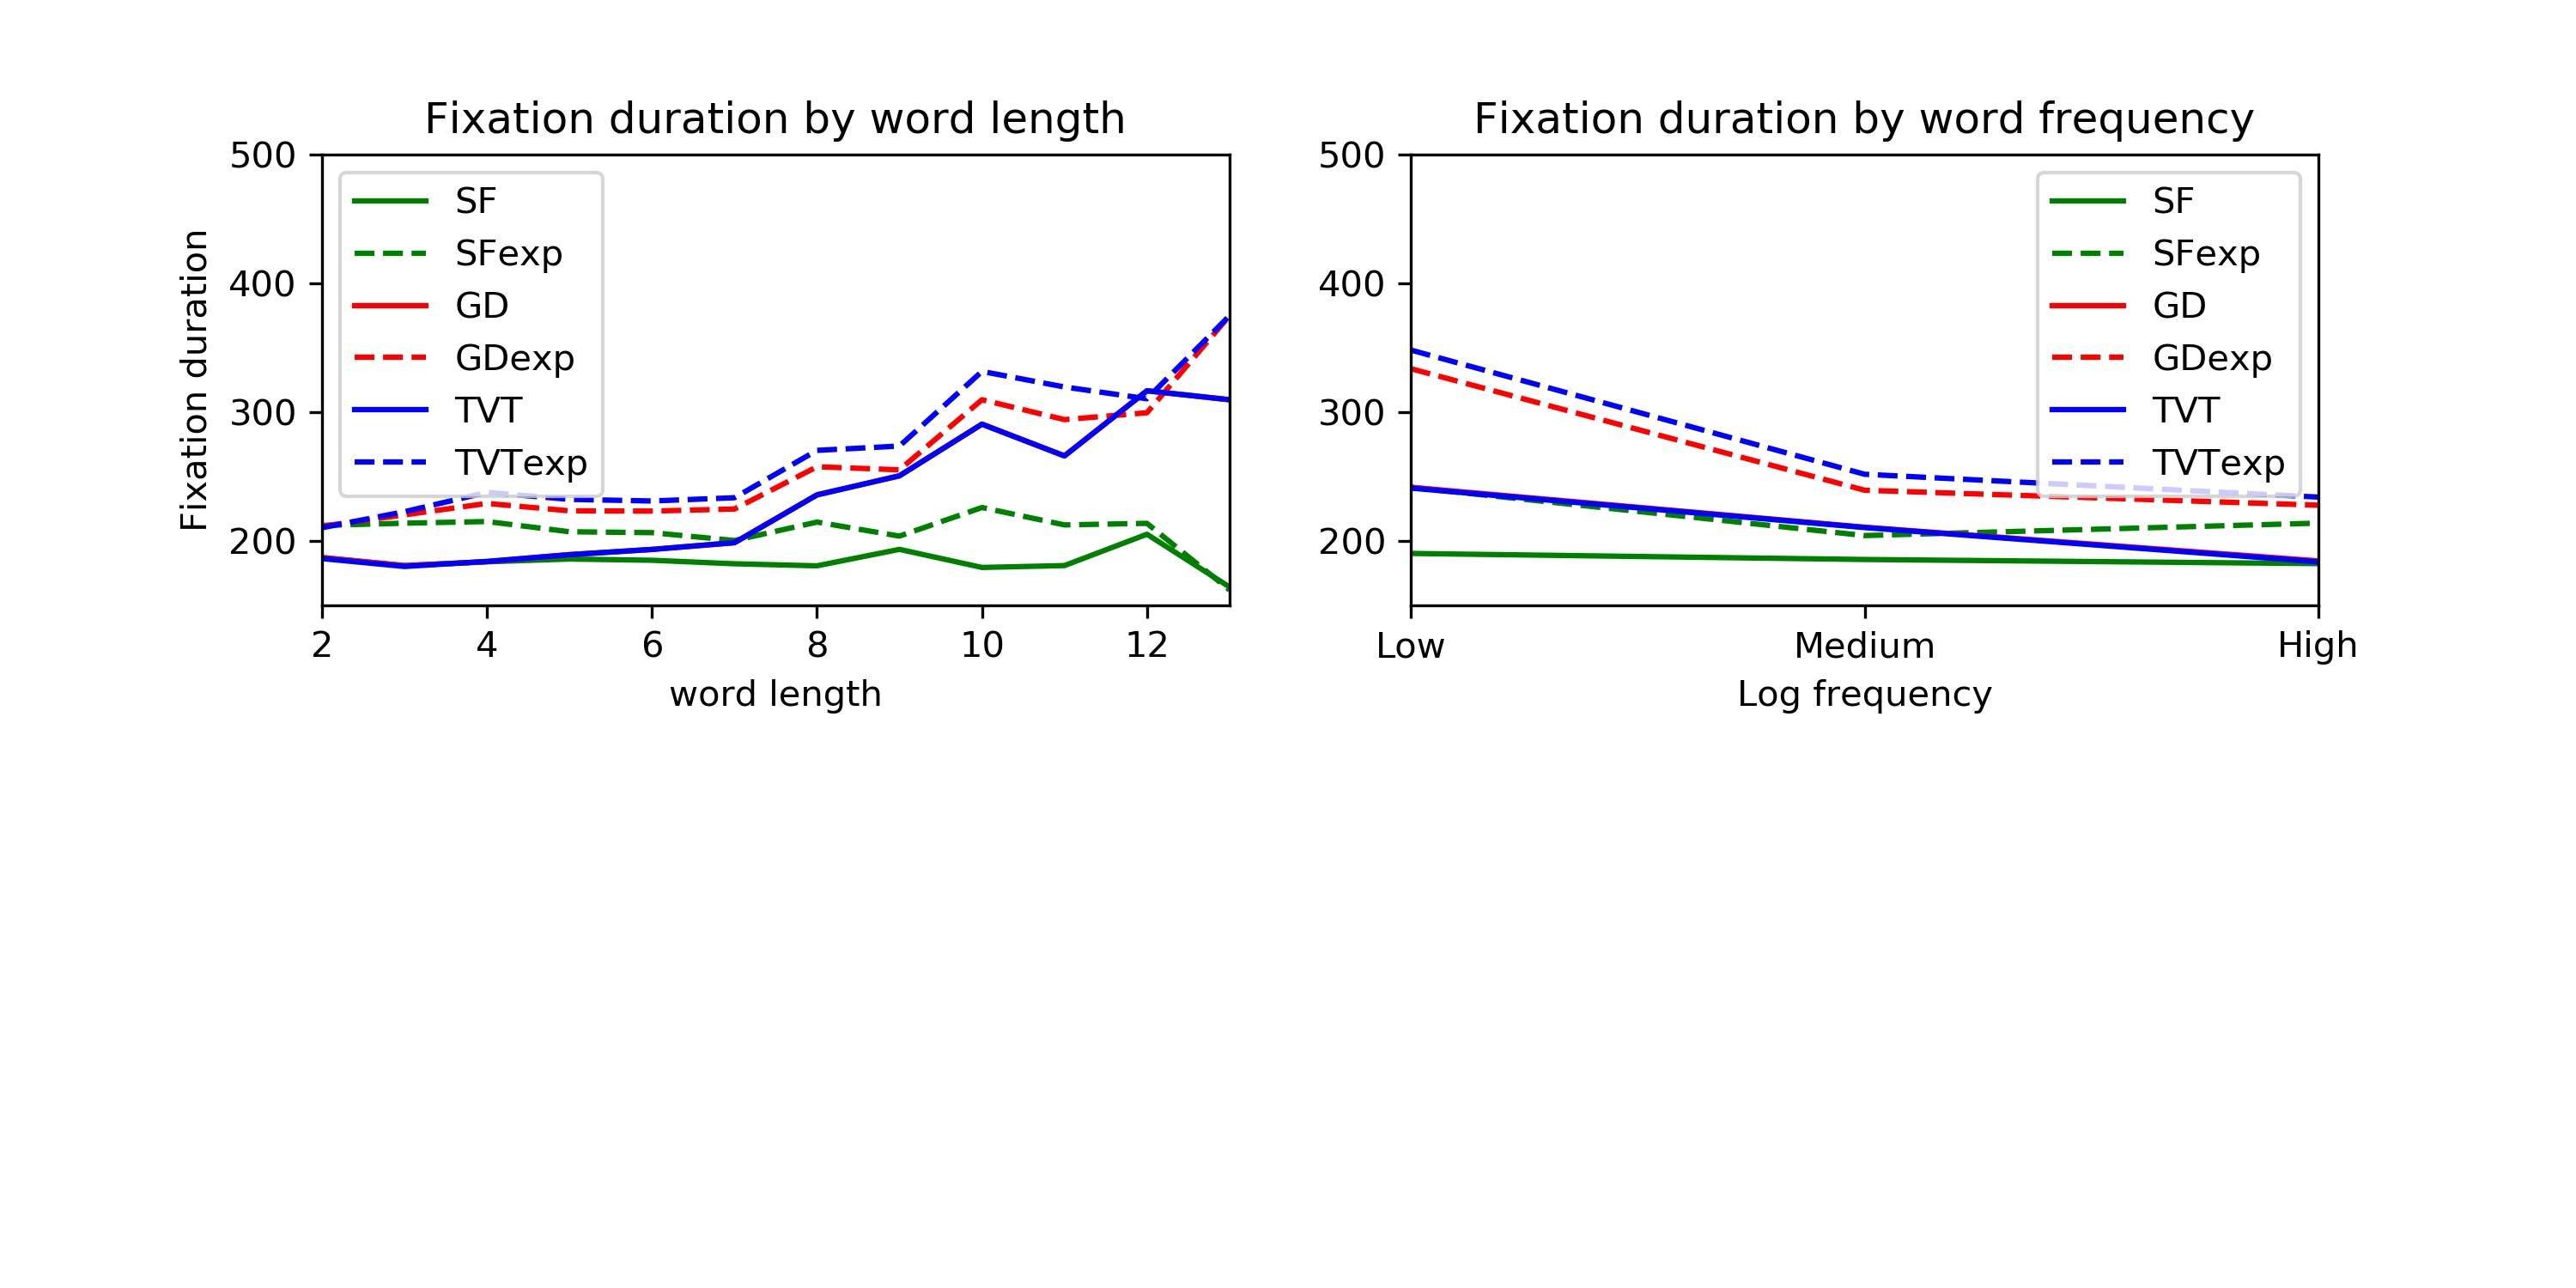 Fixation duration by word length
500
400
300
200
Fixation duration
SF
SFexp
GD
GDexp
TVT
TVTexp
2 4 6 8 10 12
word length
Fixation duration by word frequency
500
400
300
200
SF
SFexp
GD
GDexp
TVT
TVTexp
Low Medium High
Log frequency